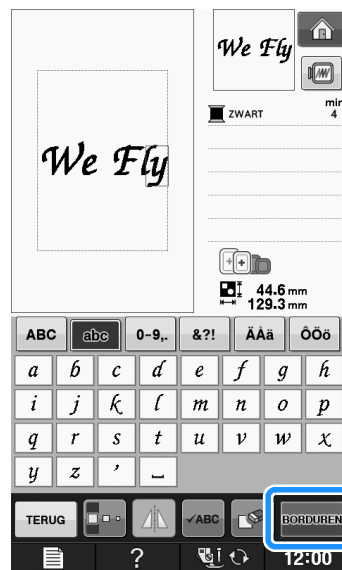 We Fly
We Fly
ZWART
min
4
44.6 mm
129.3 mm
ABC abc 0~9,. &?! ÄÅä ÔÖö
a b c d e f g h
i j k l m n o p
q r s t u v w x
y z ’ ⎵
TERUG ✓ABC BORDUREN
? 12:00